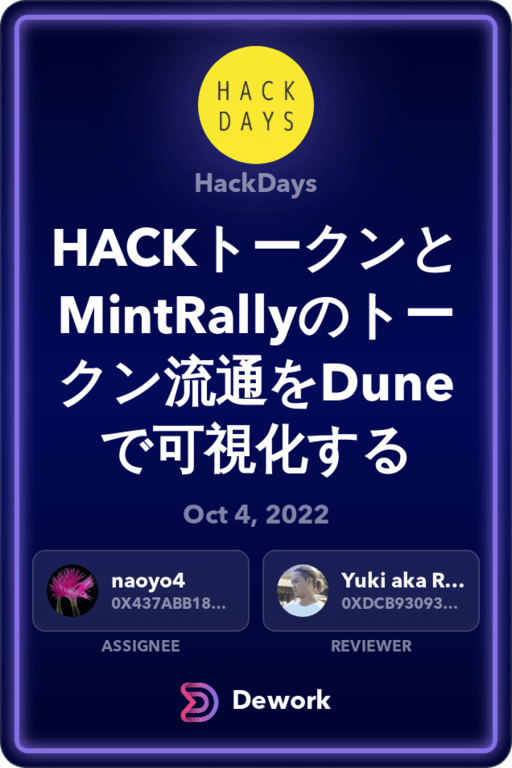 HACK
DAYS
HackDays
HACKトークンと
MintRallyのトー
クン流通をDune
で可視化する
Oct 4, 2022
naoyo4
0X437ABB18...
Yuki aka R...
0XDCB93093...
ASSIGNEE
REVIEWER
Dework